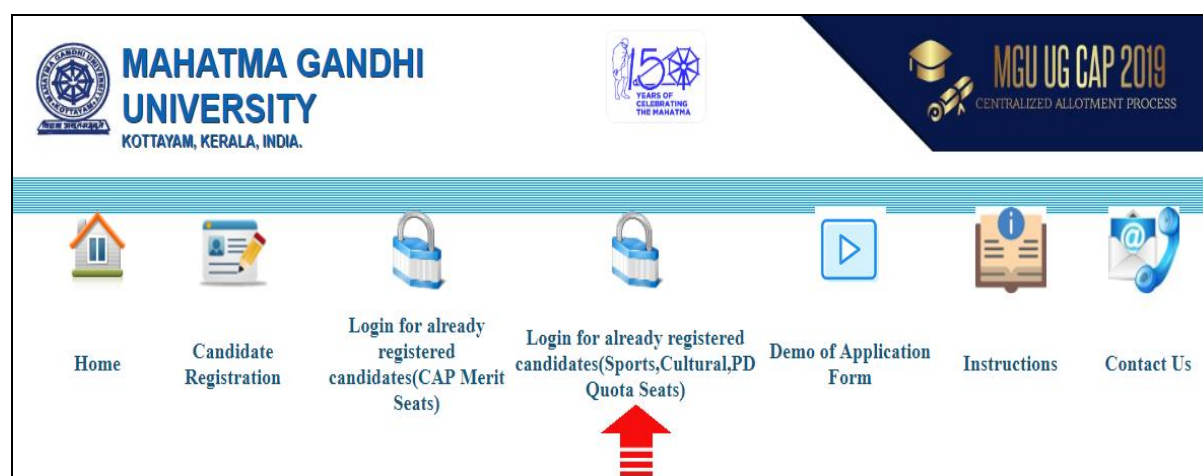 MAHATMA GANDHI
UNIVERSITY
KOTTAYAM, KERALA, INDIA.
150
YEARS OF
CELEBRATING
THE MAHATMA
MGU UG CAP 2019
CENTRALIZED ALLOTMENT PROCESS
Home
Candidate
Registration
Login for already
registered
candidates(CAP Merit
Seats)
Login for already registered
candidates(Sports,Cultural,PD
Quota Seats)
Demo of Application
Form
Instructions
Contact Us